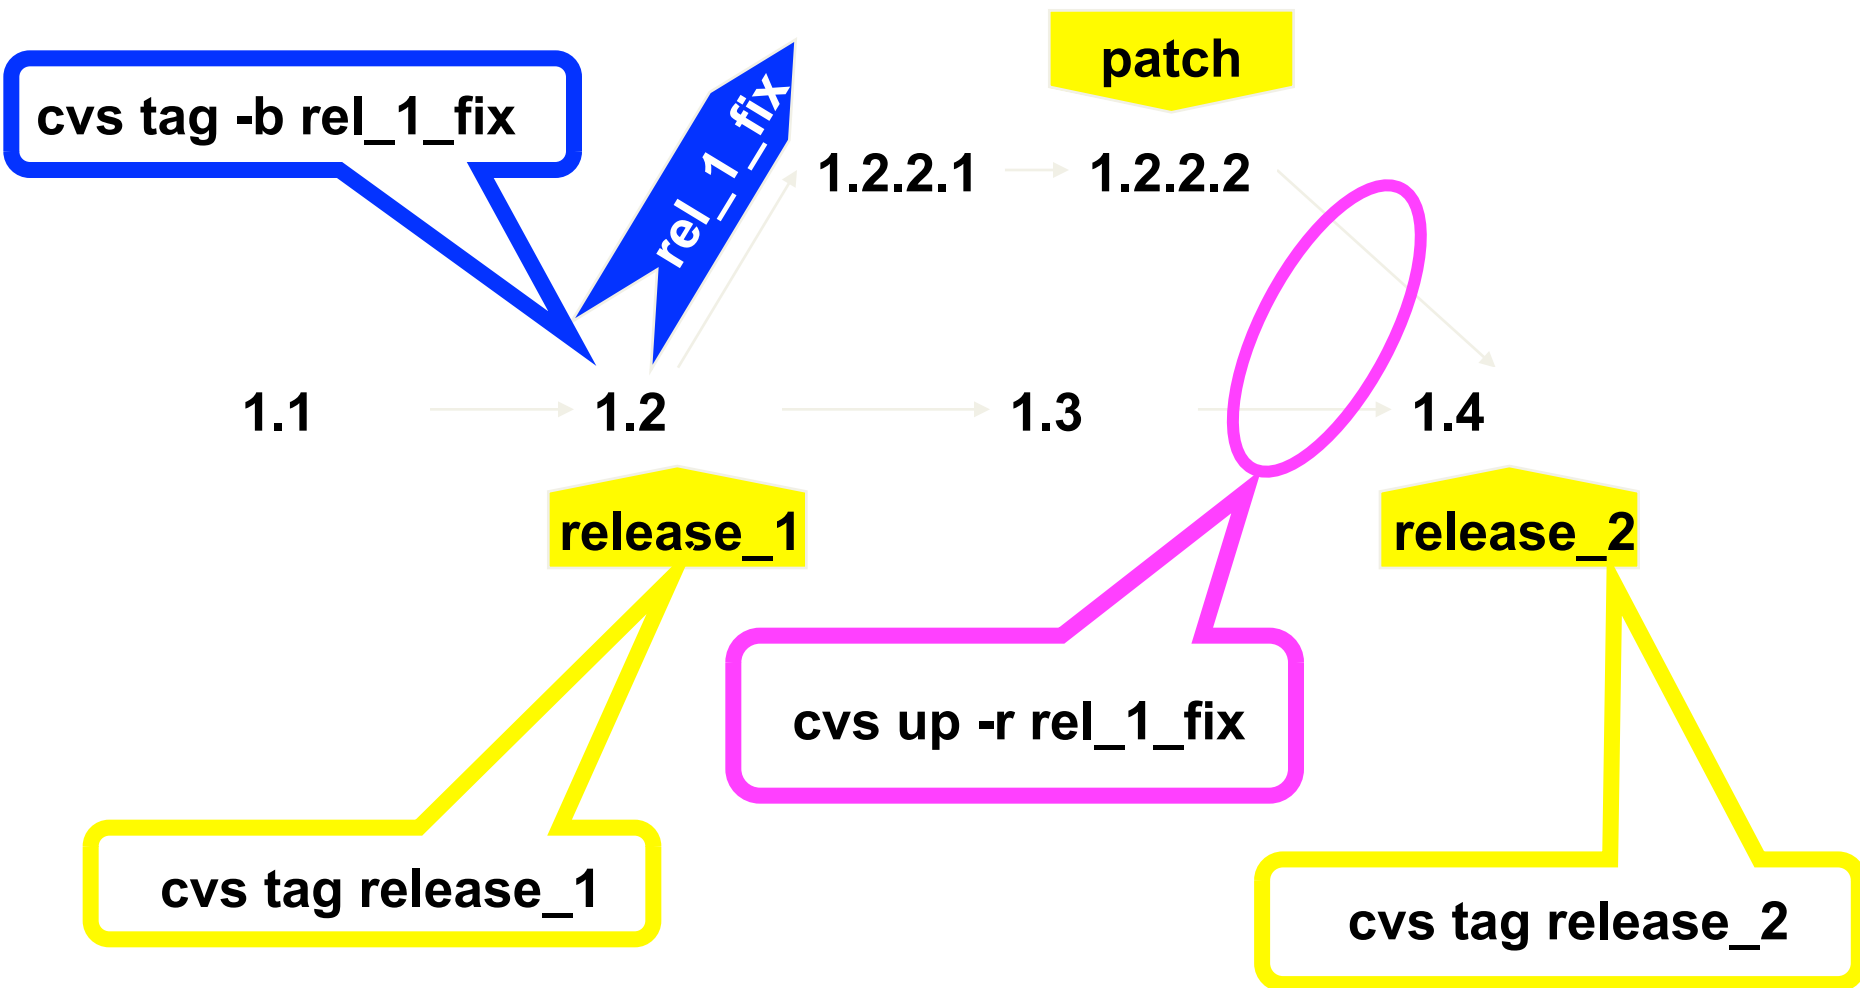 patch
cvs tag -b rel_1_fix
rel_1_fix
1.2.2.1
1.2.2.2
1.1
1.2
1.3
1.4
release_1
release_2
cvs up -r rel_1_fix
cvs tag release_1
cvs tag release_2